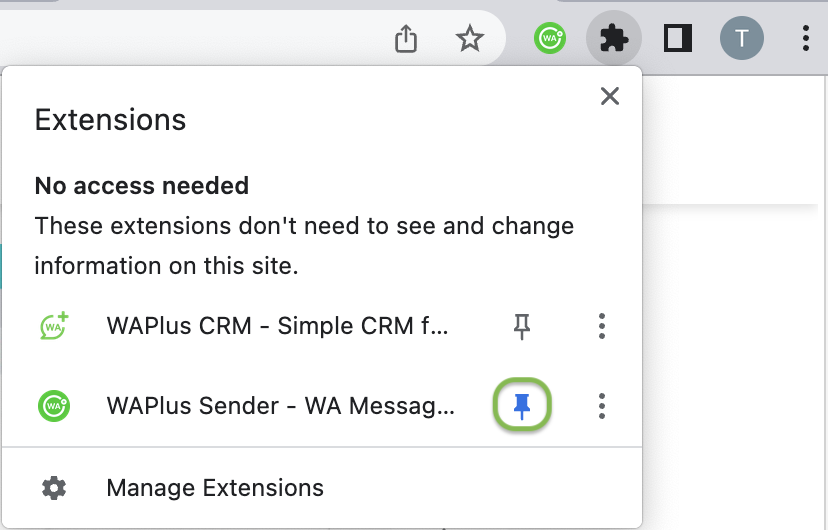 T
Extensions
No access needed
These extensions don't need to see and change
information on this site.
WA
WAPlus CRM - Simple CRM f...
WA
WAPlus Sender - WA Messag...
Manage Extensions